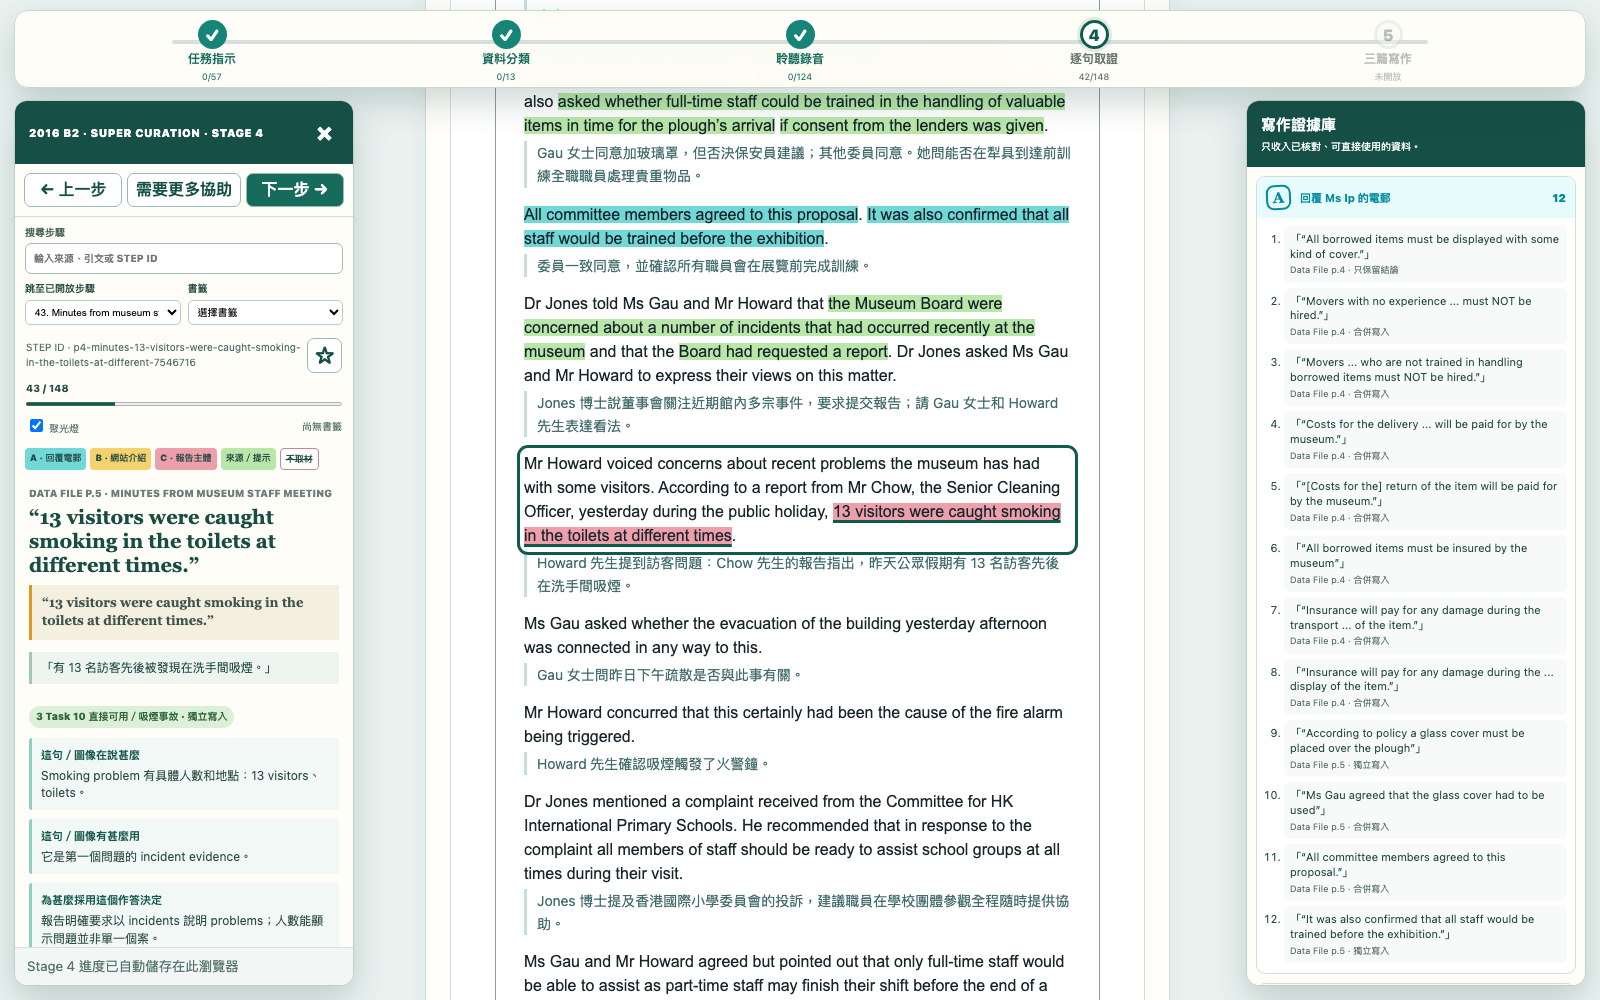 任務指示
0/57
資料分類
0/13
聆聽錄音
0/124
4
逐句取證
42/148
5
三篇寫作
未開放
2016 B2 · SUPER CURATION · STAGE 4
← 上一步
需要更多協助
下一步 →
搜尋步驟
輸入來源、引文或 STEP ID
跳至已開放步驟
書籤
43. Minutes from museum s
選擇書籤
STEP ID · p4-minutes-13-visitors-were-caught-smoking-
in-the-toilets-at-different-7546716
43 / 148
聚光燈
尚無書籤
A · 回覆電郵
B · 網站介紹
C · 報告主體
來源 / 提示
不取材
DATA FILE P.5 · MINUTES FROM MUSEUM STAFF MEETING
“13 visitors were caught
smoking in the toilets at
different times.”
“13 visitors were caught smoking in the
toilets at different times.”
「有 13 名訪客先後被發現在洗手間吸煙。」
3 Task 10 直接可用 / 吸煙事故 · 獨立寫入
這句 / 圖像在說甚麼
Smoking problem 有具體人數和地點：13 visitors、
toilets。
這句 / 圖像有甚麼用
它是第一個問題的 incident evidence。
為甚麼採用這個作答決定
報告明確要求以 incidents 說明 problems；人數能顯
示問題並非單一個案。
Stage 4 進度已自動儲存在此瀏覽器
also asked whether full-time staff could be trained in the handling of valuable
items in time for the plough's arrival if consent from the lenders was given.
Gau 女士同意加玻璃罩，但否決保安員建議；其他委員同意。她問能否在犁具到達前訓
練全職職員處理貴重物品。
All committee members agreed to this proposal. It was also confirmed that all
staff would be trained before the exhibition.
委員一致同意，並確認所有職員會在展覽前完成訓練。
Dr Jones told Ms Gau and Mr Howard that the Museum Board were
concerned about a number of incidents that had occurred recently at the
museum and that the Board had requested a report. Dr Jones asked Ms Gau
and Mr Howard to express their views on this matter.
Jones 博士說董事會關注近期館內多宗事件，要求提交報告；請 Gau 女士和 Howard
先生表達看法。
Mr Howard voiced concerns about recent problems the museum has had
with some visitors. According to a report from Mr Chow, the Senior Cleaning
Officer, yesterday during the public holiday, 13 visitors were caught smoking
in the toilets at different times.
Howard 先生提到訪客問題：Chow 先生的報告指出，昨天公眾假期有 13 名訪客先後
在洗手間吸煙。
Ms Gau asked whether the evacuation of the building yesterday afternoon
was connected in any way to this.
Gau 女士問昨日下午疏散是否與此事有關。
Mr Howard concurred that this certainly had been the cause of the fire alarm
being triggered.
Howard 先生確認吸煙觸發了火警鐘。
Dr Jones mentioned a complaint received from the Committee for HK
International Primary Schools. He recommended that in response to the
complaint all members of staff should be ready to assist school groups at all
times during their visit.
Jones 博士提及香港國際小學委員會的投訴，建議職員在學校團體參觀全程隨時提供協
助。
Ms Gau and Mr Howard agreed but pointed out that only full-time staff would
be able to assist as part-time staff may finish their shift before the end of a
寫作證據庫
只收入已核對、可直接使用的資料。
A 回覆 Ms Ip 的電郵 12
1. 「“All borrowed items must be displayed with some
kind of cover.”」
Data File p.4 · 只保留結論
2. 「“Movers with no experience ... must NOT be
hired.”」
Data File p.4 · 合併寫入
3. 「“Movers ... who are not trained in handling
borrowed items must NOT be hired.”」
Data File p.4 · 合併寫入
4. 「“Costs for the delivery ... will be paid for by the
museum.”」
Data File p.4 · 合併寫入
5. 「“[Costs for the] return of the item will be paid for
by the museum.”」
Data File p.4 · 合併寫入
6. 「“All borrowed items must be insured by the
museum”」
Data File p.4 · 合併寫入
7. 「“Insurance will pay for any damage during the
transport ... of the item.”」
Data File p.4 · 合併寫入
8. 「“Insurance will pay for any damage during the ...
display of the item.”」
Data File p.4 · 合併寫入
9. 「“According to policy a glass cover must be
placed over the plough”」
Data File p.5 · 獨立寫入
10. 「“Ms Gau agreed that the glass cover had to be
used”」
Data File p.5 · 合併寫入
11. 「“All committee members agreed to this
proposal.”」
Data File p.5 · 合併寫入
12. 「“It was also confirmed that all staff would be
trained before the exhibition.”」
Data File p.5 · 獨立寫入